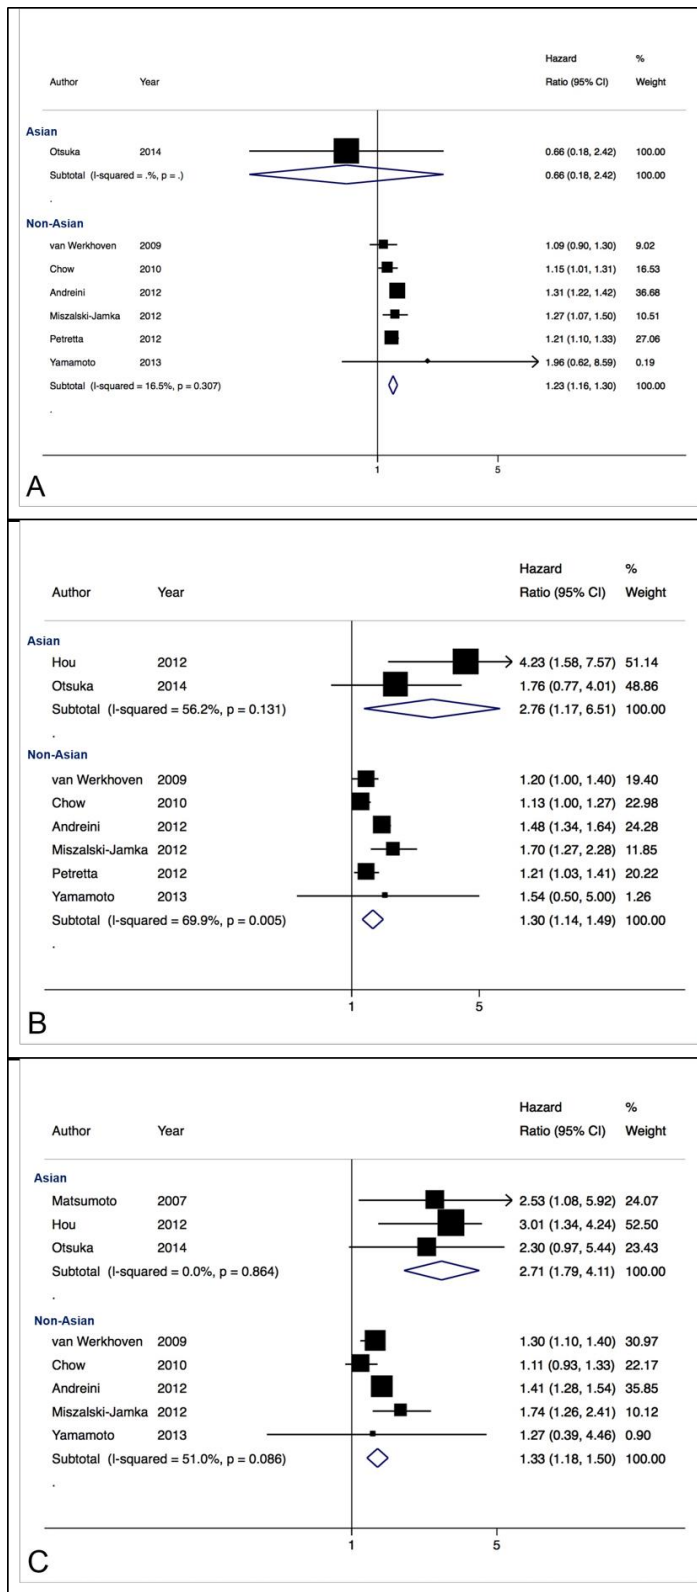 Hazard %
Author Year Ratio (95% CI) Weight
Asian
Otsuka 2014 0.66 (0.18, 2.42) 100.00
Subtotal (I-squared = .%, p = .) 0.66 (0.18, 2.42) 100.00
.
Non-Asian
van Werkhoven 2009 1.09 (0.90, 1.30) 9.02
Chow 2010 1.15 (1.01, 1.31) 16.53
Andreini 2012 1.31 (1.22, 1.42) 36.68
Miszalski-Jamka 2012 1.27 (1.07, 1.50) 10.51
Petretta 2012 1.21 (1.10, 1.33) 27.06
Yamamoto 2013 1.96 (0.62, 8.59) 0.19
Subtotal (I-squared = 16.5%, p = 0.307) 1.23 (1.16, 1.30) 100.00
.
1 5
A
Hazard %
Author Year Ratio (95% CI) Weight
Asian
Hou 2012 4.23 (1.58, 7.57) 51.14
Otsuka 2014 1.76 (0.77, 4.01) 48.86
Subtotal (I-squared = 56.2%, p = 0.131) 2.76 (1.17, 6.51) 100.00
.
Non-Asian
van Werkhoven 2009 1.20 (1.00, 1.40) 19.40
Chow 2010 1.13 (1.00, 1.27) 22.98
Andreini 2012 1.48 (1.34, 1.64) 24.28
Miszalski-Jamka 2012 1.70 (1.27, 2.28) 11.85
Petretta 2012 1.21 (1.03, 1.41) 20.22
Yamamoto 2013 1.54 (0.50, 5.00) 1.26
Subtotal (I-squared = 69.9%, p = 0.005) 1.30 (1.14, 1.49) 100.00
.
1 5
B
Hazard %
Author Year Ratio (95% CI) Weight
Asian
Matsumoto 2007 2.53 (1.08, 5.92) 24.07
Hou 2012 3.01 (1.34, 4.24) 52.50
Otsuka 2014 2.30 (0.97, 5.44) 23.43
Subtotal (I-squared = 0.0%, p = 0.864) 2.71 (1.79, 4.11) 100.00
.
Non-Asian
van Werkhoven 2009 1.30 (1.10, 1.40) 30.97
Chow 2010 1.11 (0.93, 1.33) 22.17
Andreini 2012 1.41 (1.28, 1.54) 35.85
Miszalski-Jamka 2012 1.74 (1.26, 2.41) 10.12
Yamamoto 2013 1.27 (0.39, 4.46) 0.90
Subtotal (I-squared = 51.0%, p = 0.086) 1.33 (1.18, 1.50) 100.00
.
1 5
C